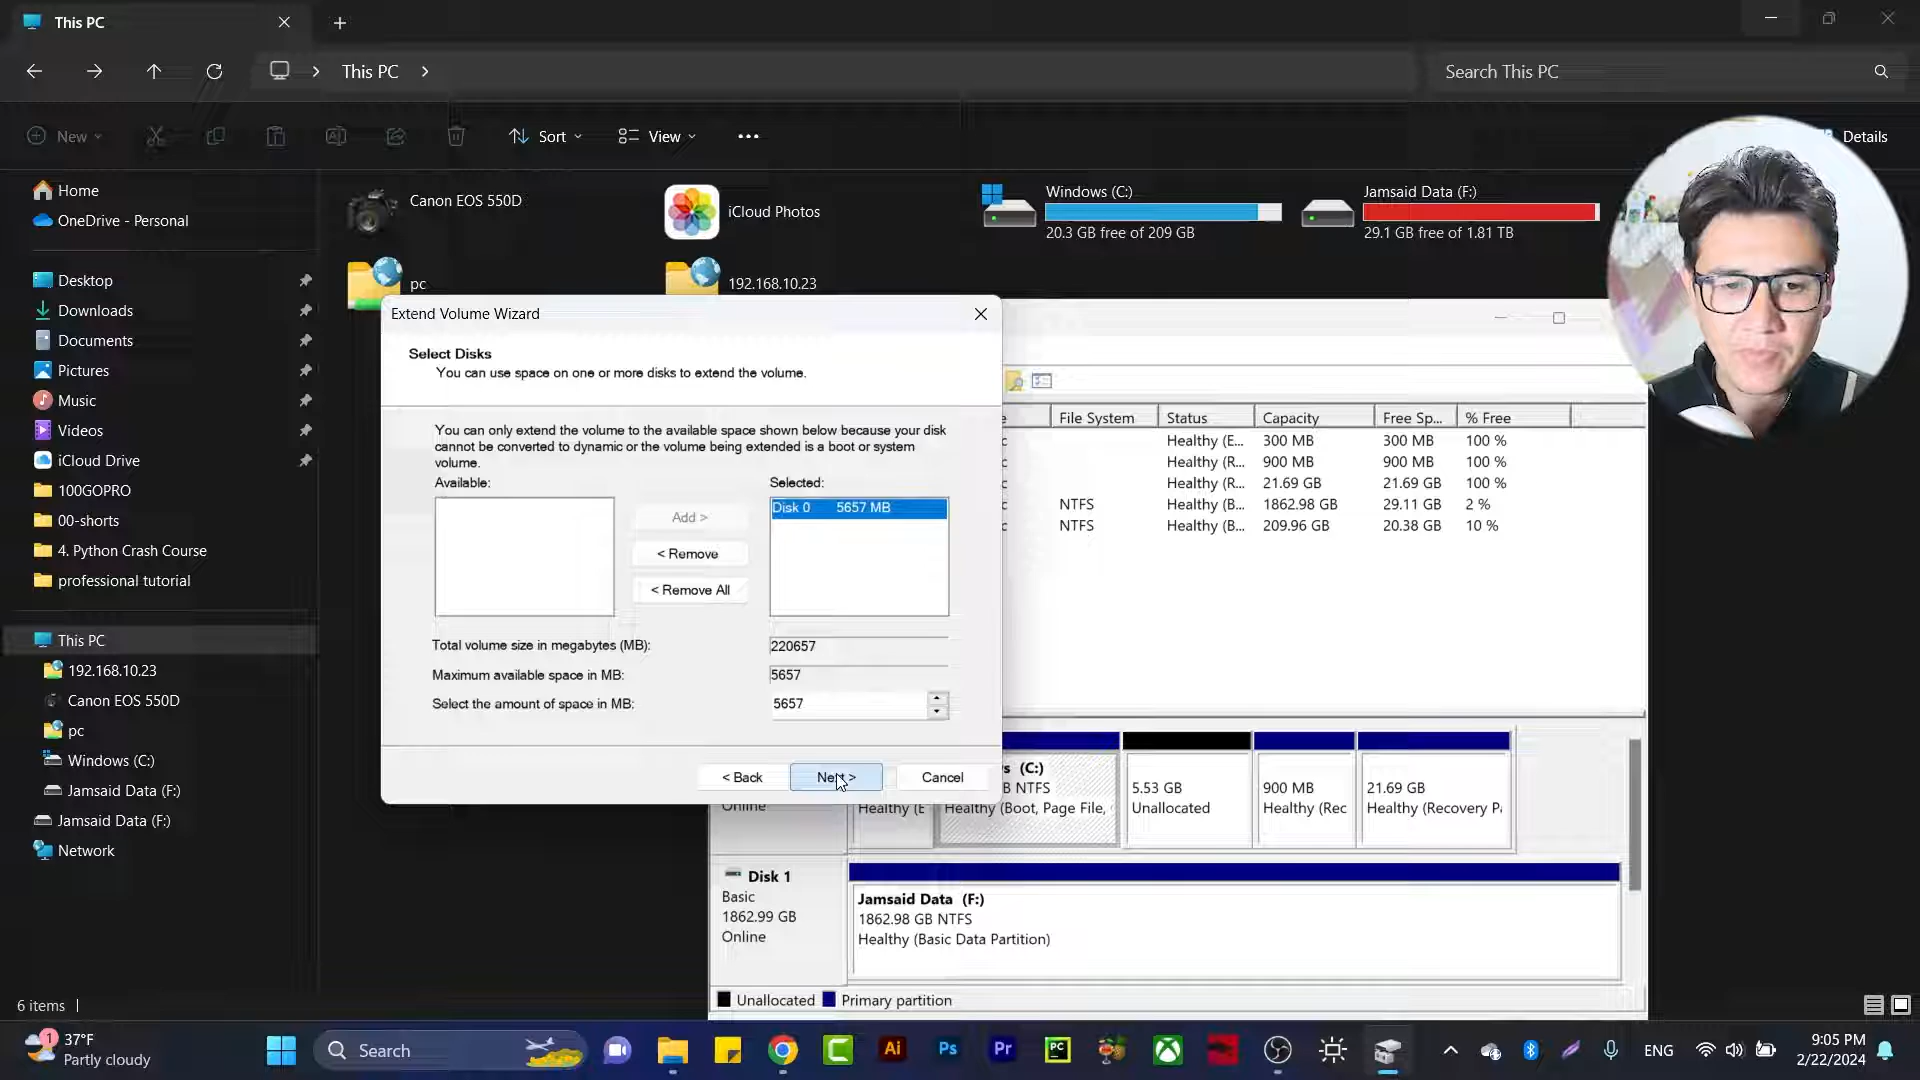 This PC
This PC
Search This PC
New
Sort
View
Details
Home
OneDrive - Personal
Desktop
Downloads
Documents
Pictures
Music
Videos
iCloud Drive
100GOPRO
00-shorts
4. Python Crash Course
professional tutorial
This PC
192.168.10.23
Canon EOS 550D
pc
Windows (C:)
Jamsaid Data (F:)
Jamsaid Data (F:)
Network
6 items
Canon EOS 550D
iCloud Photos
Windows (C:)
20.3 GB free of 209 GB
Jamsaid Data (F:)
29.1 GB free of 1.81 TB
pc
192.168.10.23
Extend Volume Wizard
Select Disks
You can use space on one or more disks to extend the volume.
You can only extend the volume to the available space shown below because your disk
cannot be converted to dynamic or the volume being extended is a boot or system
volume.
Available:
Selected:
Disk 0 5657 MB
Add >
< Remove
< Remove All
Total volume size in megabytes (MB): 220657
Maximum available space in MB: 5657
Select the amount of space in MB: 5657
< Back
Next >
Cancel
File System Status Capacity Free Sp... % Free
Healthy (E... 300 MB 300 MB 100 %
Healthy (R... 900 MB 900 MB 100 %
Healthy (R... 21.69 GB 21.69 GB 100 %
NTFS Healthy (B... 1862.98 GB 29.11 GB 2 %
NTFS Healthy (B... 209.96 GB 20.38 GB 10 %
Online
Healthy (E
(C:)
B NTFS
Healthy (Boot, Page File,
5.53 GB
Unallocated
900 MB
Healthy (Rec
21.69 GB
Healthy (Recovery Pa
Disk 1
Basic
1862.99 GB
Online
Jamsaid Data (F:)
1862.98 GB NTFS
Healthy (Basic Data Partition)
Unallocated
Primary partition
1
37°F
Partly cloudy
Search
Ai
Ps
Pr
PC
ENG
9:05 PM
2/22/2024